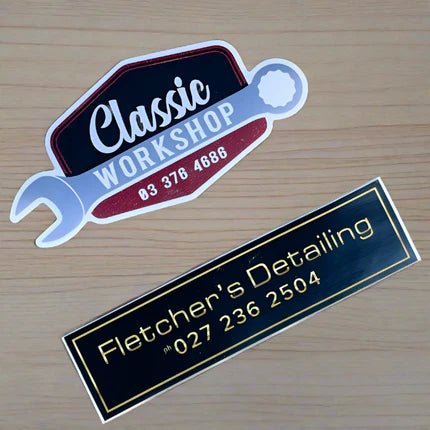 Classic
WORKSHOP
03 376 4686
Fletcher's Detailing
ph 027 236 2504